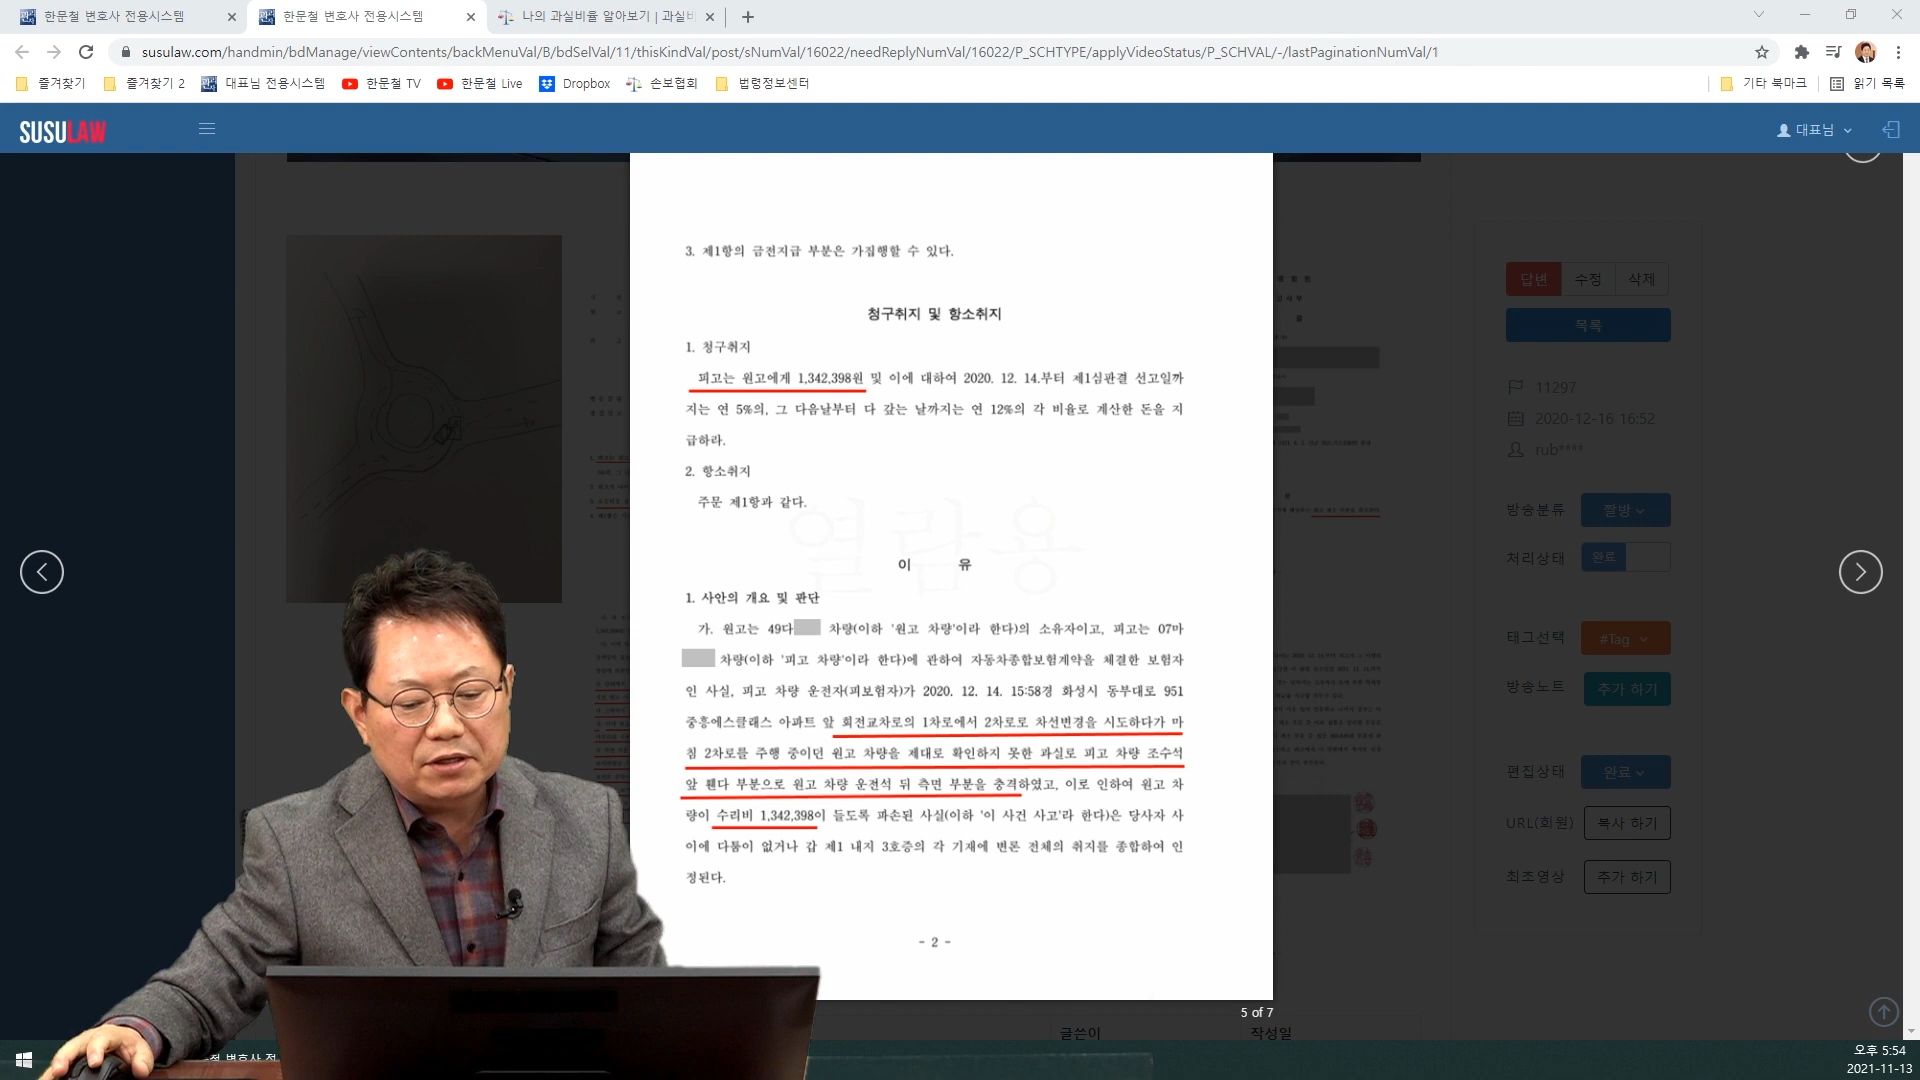 한문철 변호사 전용시스템
한문철 변호사 전용시스템
나의 과실비율 알아보기 | 과실비
susulaw.com/handmin/bdManage/viewContents/backMenuVal/B/bdSelVal/11/thisKindVal/post/sNumVal/16022/needReplyNumVal/16022/P_SCHTYPE/applyVideoStatus/P_SCHVAL/-/lastPaginationNumVal/1
즐겨찾기
즐겨찾기 2
대표님 전용시스템
한문철 TV
한문철 Live
Dropbox
손보협회
법령정보센터
기타 북마크
읽기 목록
SUSULAW
대표님
3. 제1항의 금전지급 부분은 가집행할 수 있다.
청구취지 및 항소취지
1. 청구취지
피고는 원고에게 1,342,398원 및 이에 대하여 2020. 12. 14.부터 제1심판결 선고일까
지는 연 5%의, 그 다음날부터 다 갚는 날까지는 연 12%의 각 비율로 계산한 돈을 지
급하라.
2. 항소취지
주문 제1항과 같다.
열람용
이 유
1. 사안의 개요 및 판단
가. 원고는 49다 차량(이하 '원고 차량'이라 한다)의 소유자이고, 피고는 07마
차량(이하 '피고 차량'이라 한다)에 관하여 자동차종합보험계약을 체결한 보험자
인 사실, 피고 차량 운전자(피보험자)가 2020. 12. 14. 15:58경 화성시 동부대로 951
중흥에스클래스 아파트 앞 회전교차로의 1차로에서 2차로로 차선변경을 시도하다가 마
침 2차로를 주행 중이던 원고 차량을 제대로 확인하지 못한 과실로 피고 차량 조수석
앞 휀다 부분으로 원고 차량 운전석 뒤 측면 부분을 충격하였고, 이로 인하여 원고 차
량이 수리비 1,342,398이 들도록 파손된 사실(이하 '이 사건 사고'라 한다)은 당사자 사
이에 다툼이 없거나 갑 제1 내지 3호증의 각 기재에 변론 전체의 취지를 종합하여 인
정된다.
- 2 -
5 of 7
답변
수정
삭제
목록
11297
2020-12-16 16:52
rub****
방송분류
짤방
처리상태
완료
태그선택
#Tag
방송노트
추가 하기
편집상태
완료
URL(회원)
복사 하기
최초영상
추가 하기
글쓴이
작성일
오후 5:54
2021-11-13